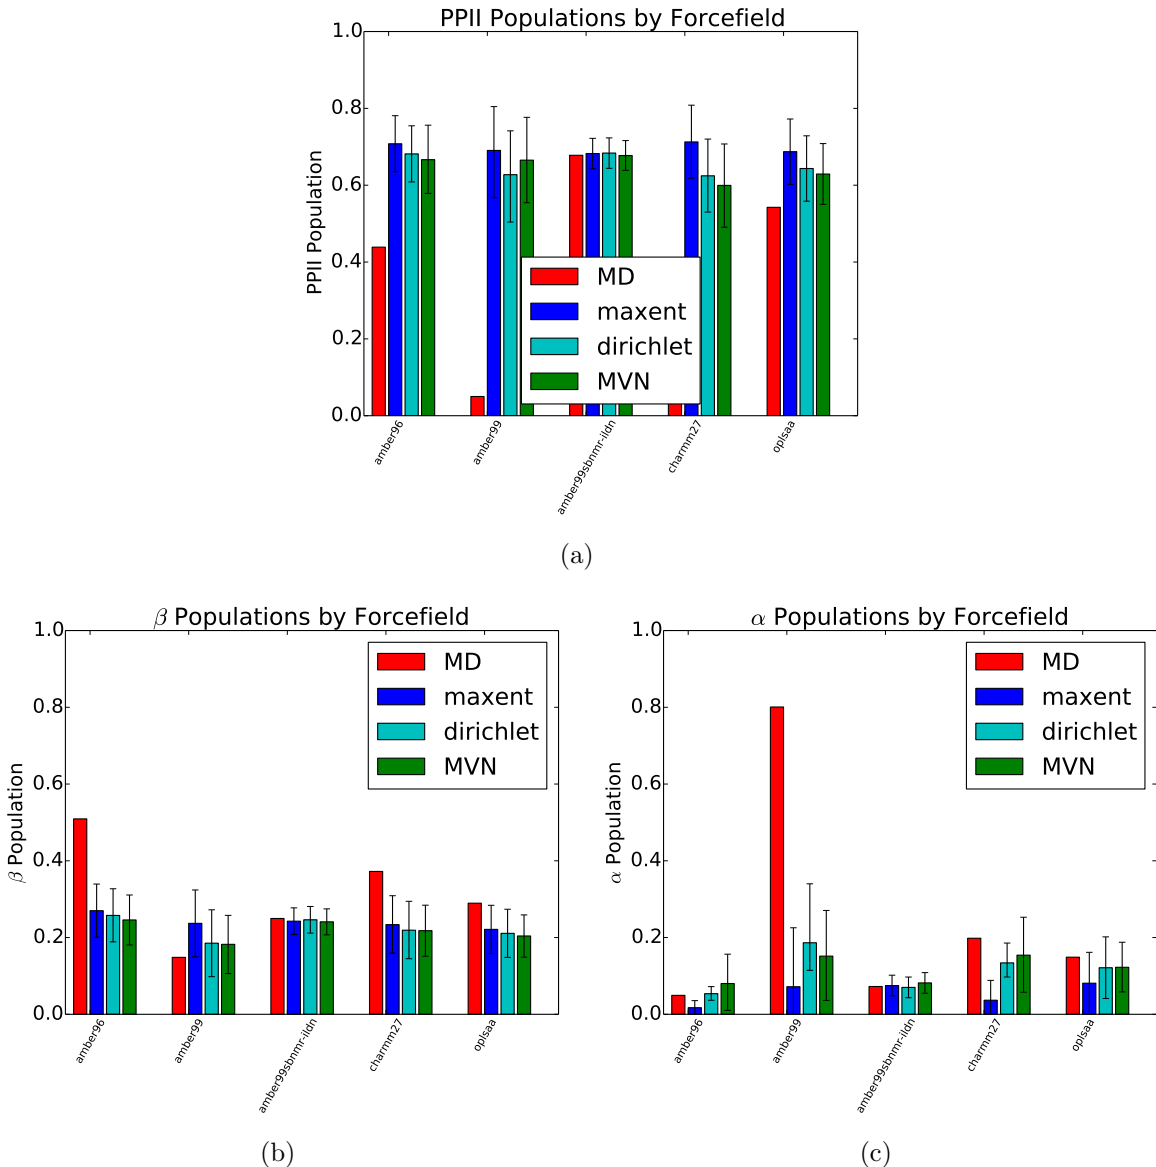 PPII Populations by Forcefield
1.0
0.8
0.6
0.4
0.2
0.0
PPII Population
MD
maxent
dirichlet
MVN
amber96
amber99
amber99sbnmr-ildn
charmm27
oplsaa
(a)
β Populations by Forcefield
1.0
0.8
0.6
0.4
0.2
0.0
β Population
MD
maxent
dirichlet
MVN
amber96
amber99
amber99sbnmr-ildn
charmm27
oplsaa
(b)
α Populations by Forcefield
1.0
0.8
0.6
0.4
0.2
0.0
α Population
MD
maxent
dirichlet
MVN
amber96
amber99
amber99sbnmr-ildn
charmm27
oplsaa
(c)